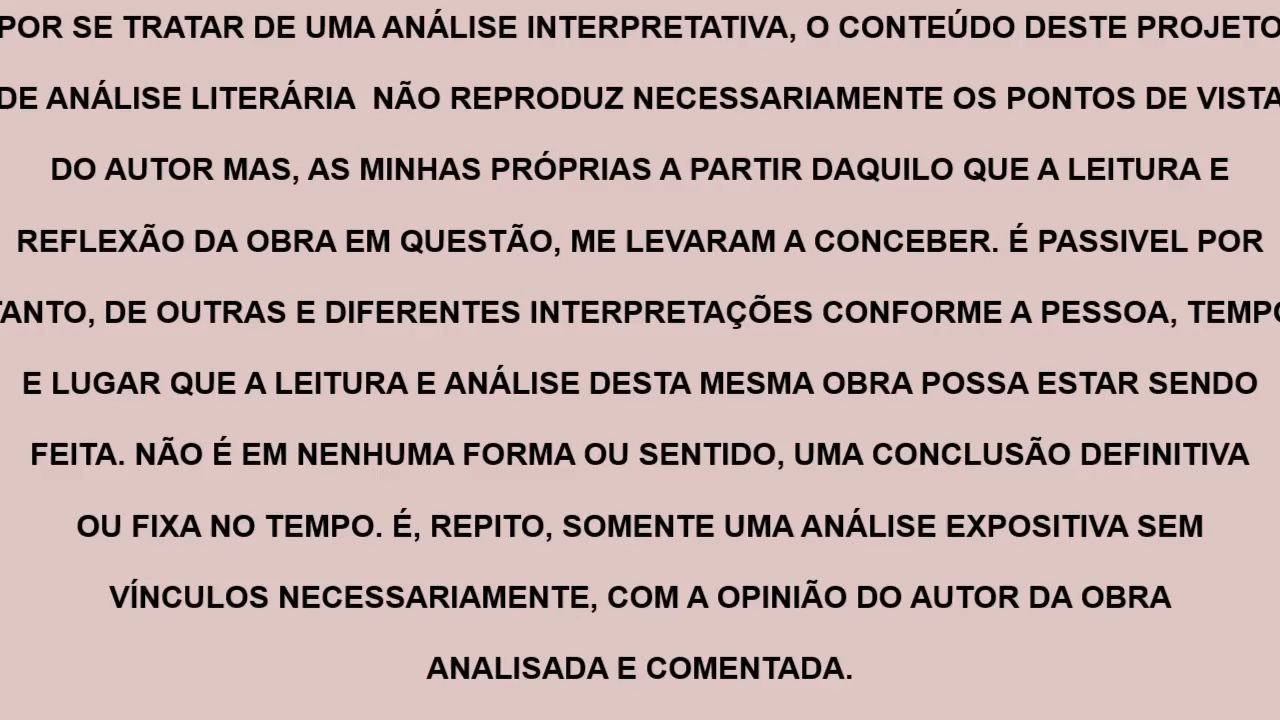 POR SE TRATAR DE UMA ANÁLISE INTERPRETATIVA, O CONTEÚDO DESTE PROJETO
DE ANÁLISE LITERÁRIA  NÃO REPRODUZ NECESSARIAMENTE OS PONTOS DE VISTA
DO AUTOR MAS, AS MINHAS PRÓPRIAS A PARTIR DAQUILO QUE A LEITURA E
REFLEXÃO DA OBRA EM QUESTÃO, ME LEVARAM A CONCEBER. É PASSIVEL POR
TANTO, DE OUTRAS E DIFERENTES INTERPRETAÇÕES CONFORME A PESSOA, TEMPO
E LUGAR QUE A LEITURA E ANÁLISE DESTA MESMA OBRA POSSA ESTAR SENDO
FEITA. NÃO É EM NENHUMA FORMA OU SENTIDO, UMA CONCLUSÃO DEFINITIVA
OU FIXA NO TEMPO. É, REPITO, SOMENTE UMA ANÁLISE EXPOSITIVA SEM
VÍNCULOS NECESSARIAMENTE, COM A OPINIÃO DO AUTOR DA OBRA
ANALISADA E COMENTADA.